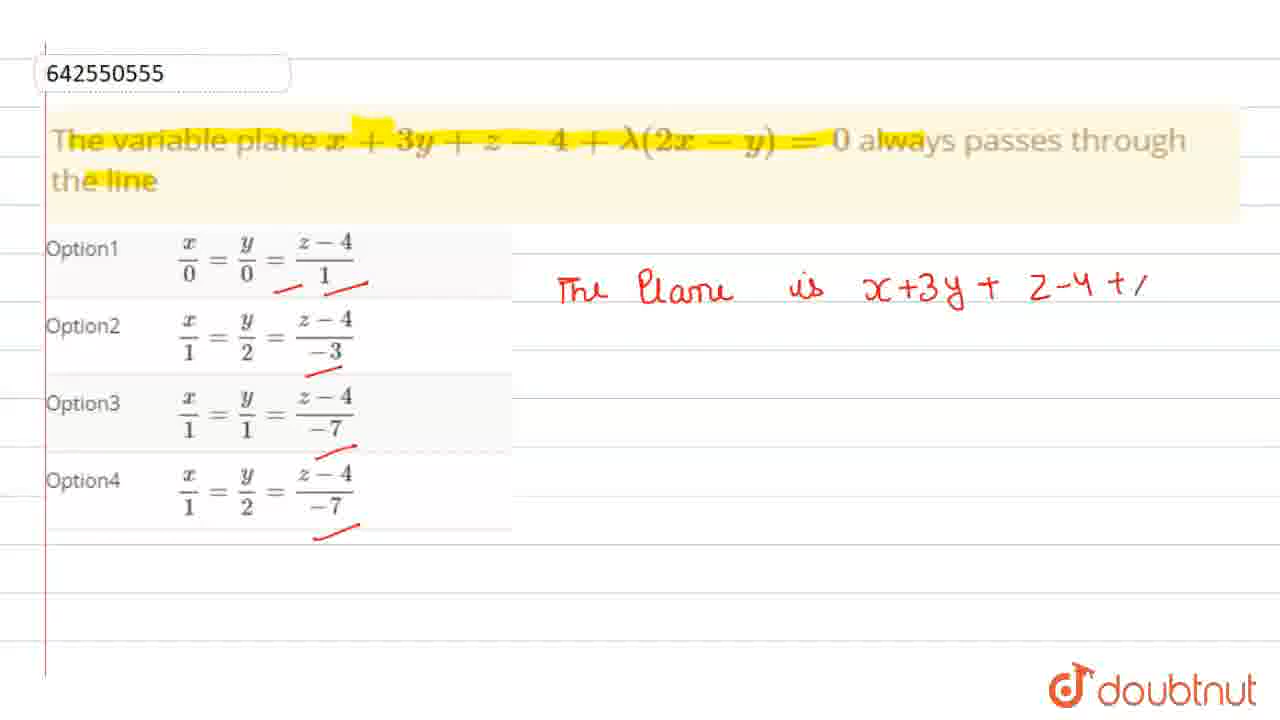 642550555
The variable plane x + 3y + z − 4 + λ(2x − y) = 0 always passes through
the line
Option1 x/0 = y/0 = (z − 4)/1
The Plane is x+3y+ z-4+
Option2 x/1 = y/2 = (z − 4)/−3
Option3 x/1 = y/1 = (z − 4)/−7
Option4 x/1 = y/2 = (z − 4)/−7
doubtnut